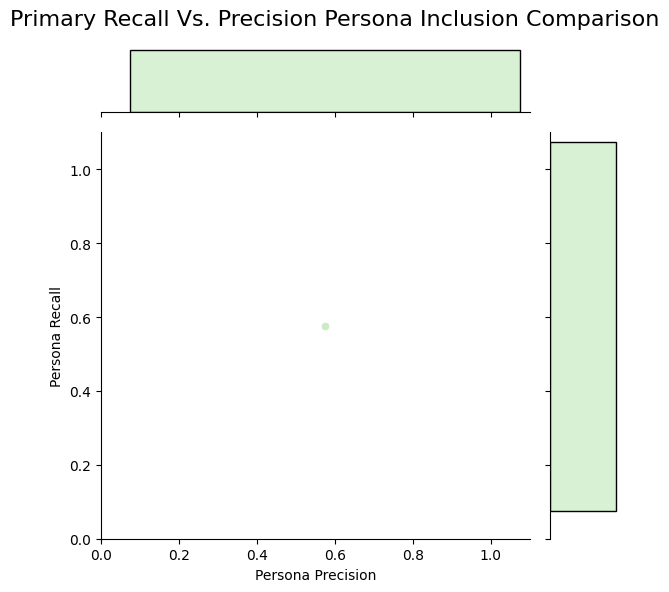 Primary Recall Vs. Precision Persona Inclusion Comparison
1.0
0.8
0.6
0.4
0.2
0.0
Persona Recall
0.0 0.2 0.4 0.6 0.8 1.0
Persona Precision